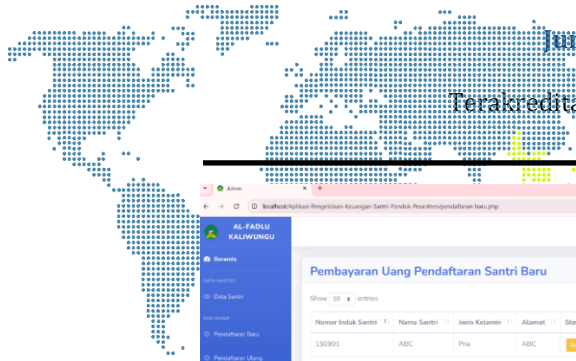 Jur
Terakredita
Admin
localhost/Aplikasi-Pengelolaan-Keuangan-Santri-Pondok-Pesantren/pendaftaran-baru.php
AL-FADLU
KALIWUNGU
Beranda
DATA MASTER
Data Santri
Pendaftaran Baru
Pendaftaran Ulang
Pembayaran Uang Pendaftaran Santri Baru
Show 10 entries
Nomor Induk Santri Nama Santri Jenis Kelamin Alamat Stat
150901 ABC Pria ABC